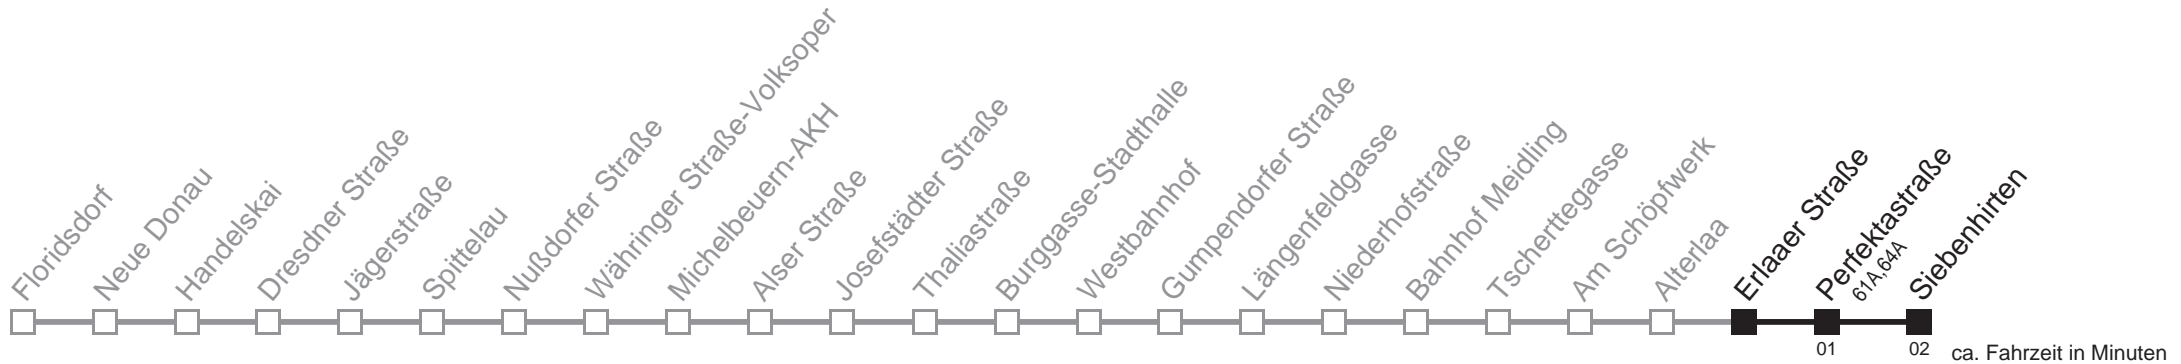 Floridsdorf
Neue Donau
Handelskai
Dresdner Straße
Jägerstraße
Spittelau
Nußdorfer Straße
Währinger Straße-Volksoper
Michelbeuern-AKH
Alser Straße
Josefstädter Straße
Thaliastraße
Burggasse-Stadthalle
Westbahnhof
Gumpendorfer Straße
Längenfeldgasse
Niederhofstraße
Bahnhof Meidling
Tscherttegasse
Am Schöpfwerk
Alterlaa
Erlaaer Straße
Perfektastraße
61A,64A
Siebenhirten
01
02
ca. Fahrzeit in Minuten